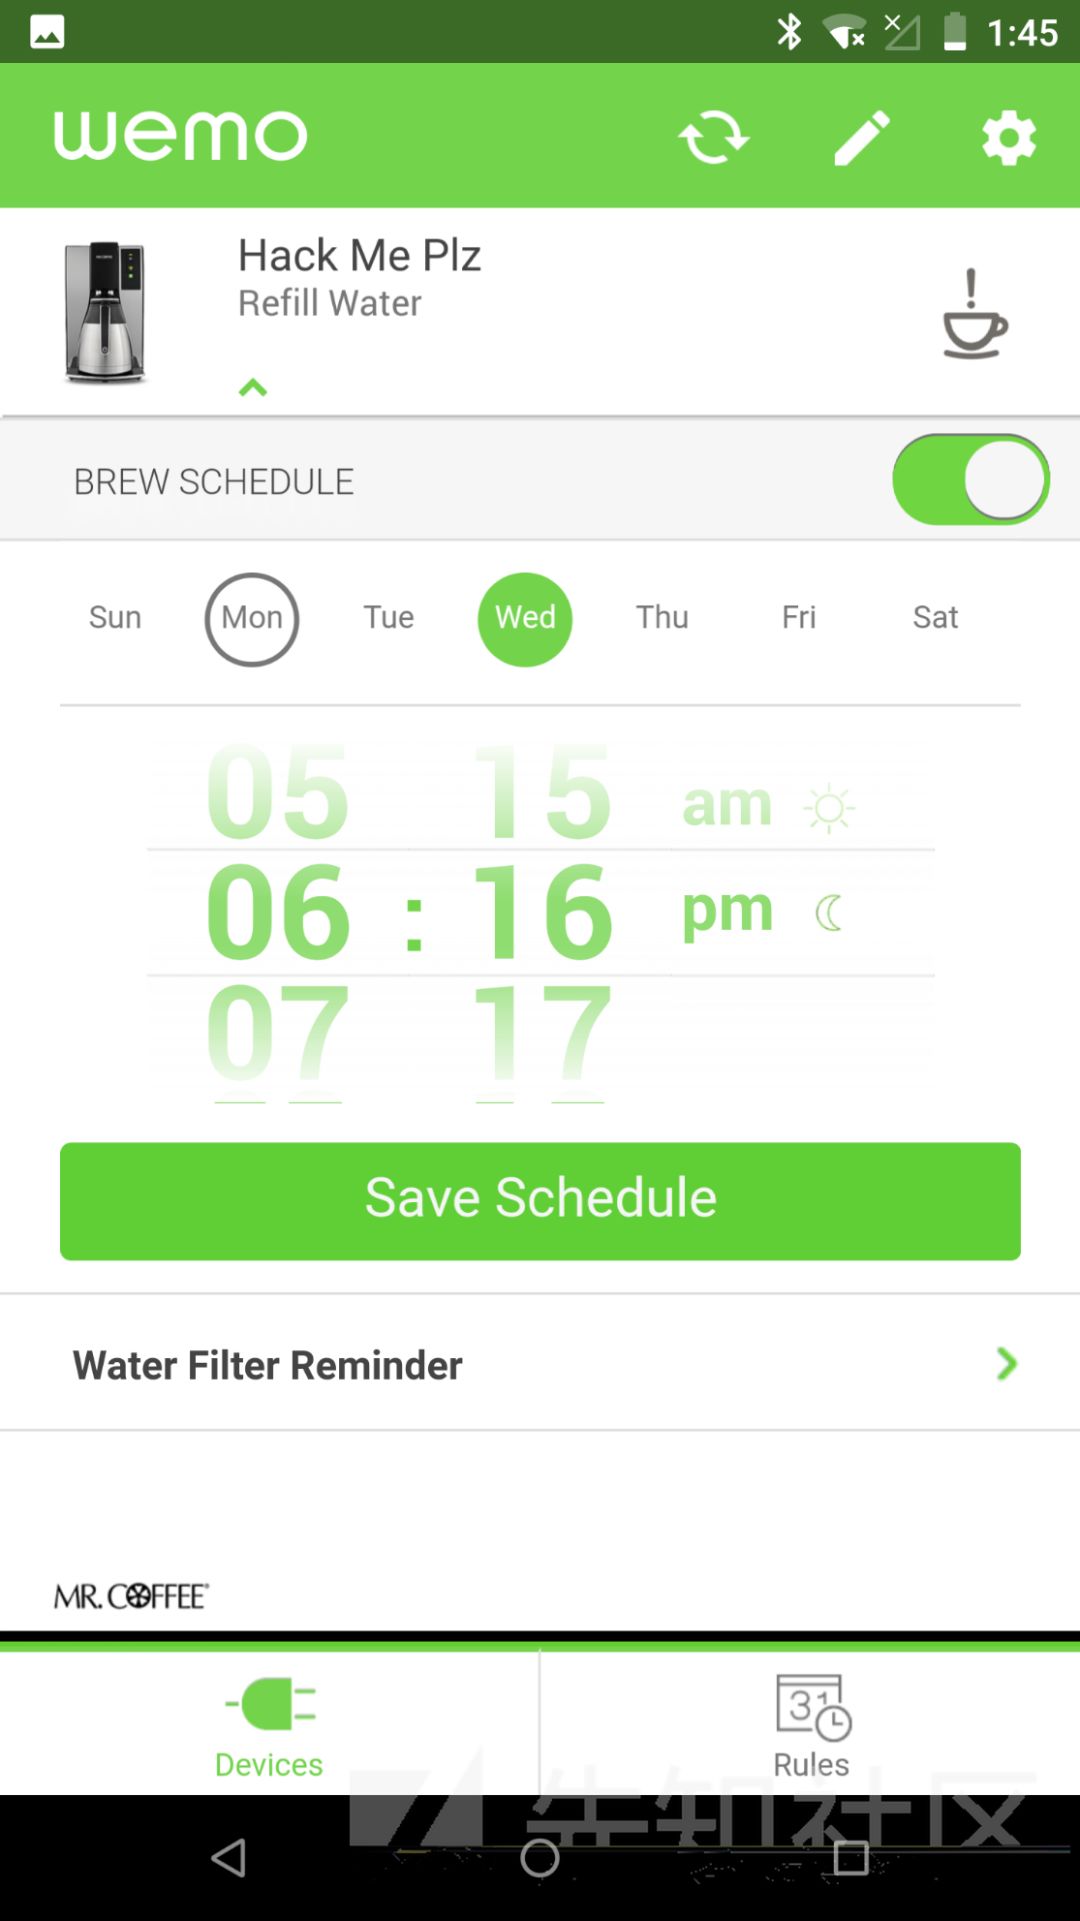 1:45
wemo
Hack Me Plz
Refill Water
BREW SCHEDULE
Sun Mon Tue Wed Thu Fri Sat
05 15 am
06 : 16 pm
07 17
Save Schedule
Water Filter Reminder
MR. COFFEE®
31
Devices Rules
先知社区